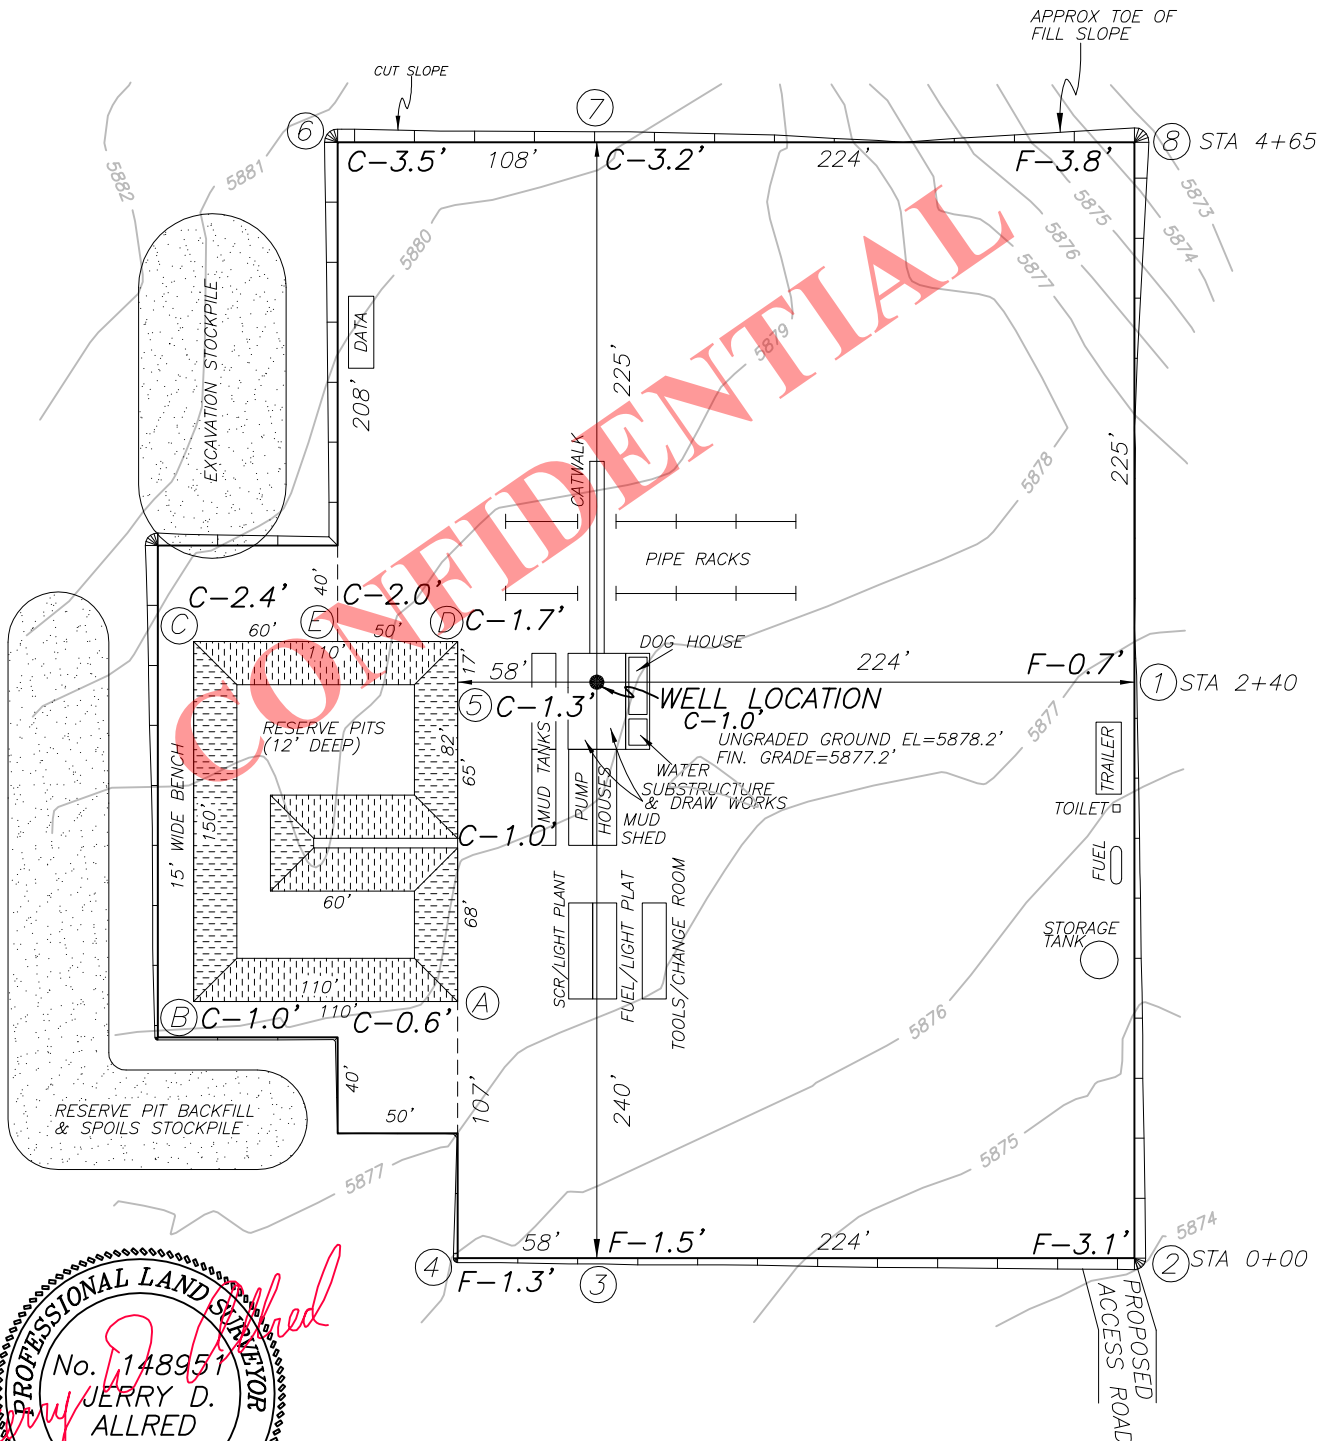 APPROX TOE OF
FILL SLOPE
CUT SLOPE
6
7
8 STA 4+65
C-3.5'
108'
C-3.2'
224'
F-3.8'
5882
5881
5880
5873
5875
5874
5876
5877
5879
5878
EXCAVATION STOCKPILE
DATA
208'
225'
225'
CATWALK
CONFIDENTIAL
PIPE RACKS
C-2.4'
40'
C-2.0'
C
E
D
C-1.7'
60'
50'
110'
17'
DOG HOUSE
58'
224'
F-0.7'
1 STA 2+40
5
C-1.3'
WELL LOCATION
C-1.0'
UNGRADED GROUND EL=5878.2'
FIN. GRADE=5877.2'
5877
RESERVE PITS
(12' DEEP)
82'
65'
MUD TANKS
PUMP
HOUSES
WATER
SUBSTRUCTURE
& DRAW WORKS
MUD
SHED
TRAILER
TOILET
FUEL
STORAGE
TANK
15' WIDE BENCH
150'
C-1.0'
60'
68'
SCR/LIGHT PLANT
FUEL/LIGHT PLAT
TOOLS/CHANGE ROOM
110'
110'
A
B
C-1.0'
C-0.6'
5876
40'
50'
107'
240'
RESERVE PIT BACKFILL
& SPOILS STOCKPILE
5877
5875
5874
4
58'
F-1.5'
224'
F-3.1'
2 STA 0+00
F-1.3'
3
PROPOSED
ACCESS ROAD
PROFESSIONAL LAND SURVEYOR
No. 148951
JERRY D.
ALLRED
Jerry D Allred